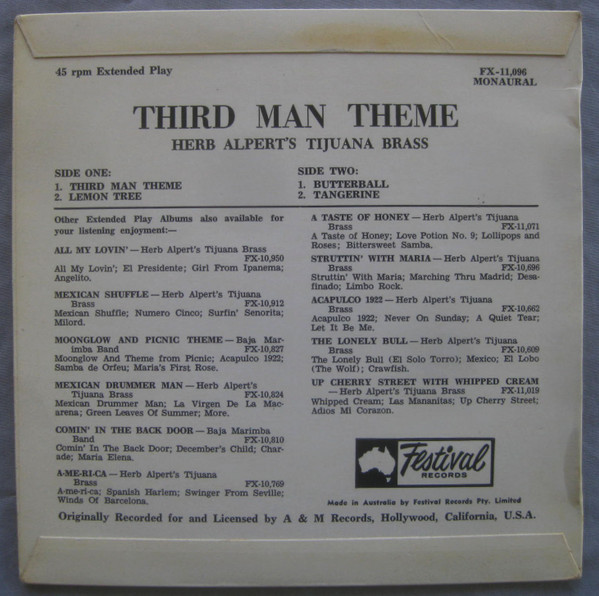 45 rpm Extended Play
FX-11,096
MONAURAL
THIRD MAN THEME
HERB ALPERT'S TIJUANA BRASS
SIDE ONE:
1. THIRD MAN THEME
2. LEMON TREE
SIDE TWO:
1. BUTTERBALL
2. TANGERINE
Other Extended Play Albums also available for
your listening enjoyment:—
ALL MY LOVIN' — Herb Alpert's Tijuana Brass
FX-10,950
All My Lovin'; El Presidente; Girl From Ipanema;
Angelito.
MEXICAN SHUFFLE — Herb Alpert's Tijuana
Brass FX-10,912
Mexican Shuffle; Numero Cinco; Surfin' Senorita;
Milord.
MOONGLOW AND PICNIC THEME — Baja Mar-
imba Band FX-10,827
Moonglow And Theme from Picnic; Acapulco 1922;
Samba de Orfeu; Maria's First Rose.
MEXICAN DRUMMER MAN — Herb Alpert's
Tijuana Brass FX-10,824
Mexican Drummer Man; La Virgen De La Mac-
arena; Green Leaves Of Summer; More.
COMIN' IN THE BACK DOOR — Baja Marimba
Band FX-10,810
Comin' In The Back Door; December's Child; Char-
ade; Maria Elena.
A-ME-RI-CA — Herb Alpert's Tijuana
Brass FX-10,769
A-me-ri-ca; Spanish Harlem; Swinger From Seville;
Winds Of Barcelona.
A TASTE OF HONEY — Herb Alpert's Tijuana
Brass FX-11,071
A Taste of Honey; Love Potion No. 9; Lollipops and
Roses; Bittersweet Samba.
STRUTTIN' WITH MARIA — Herb Alpert's Tijuana
Brass FX-10,696
Struttin' With Maria; Marching Thru Madrid; Desa-
finado; Limbo Rock.
ACAPULCO 1922 — Herb Alpert's Tijuana
Brass FX-10,662
Acapulco 1922; Never On Sunday; A Quiet Tear;
Let It Be Me.
THE LONELY BULL — Herb Alpert's Tijuana
Brass FX-10,609
The Lonely Bull (El Solo Torro); Mexico; El Lobo
(The Wolf); Crawfish.
UP CHERRY STREET WITH WHIPPED CREAM
— Herb Alpert's Tijuana Brass FX-11,019
Whipped Cream; Las Mananitas; Up Cherry Street;
Adios Mi Corazon.
Festival
RECORDS
Made in Australia by Festival Records Pty. Limited
Originally Recorded for and Licensed by A & M Records, Hollywood, California, U.S.A.